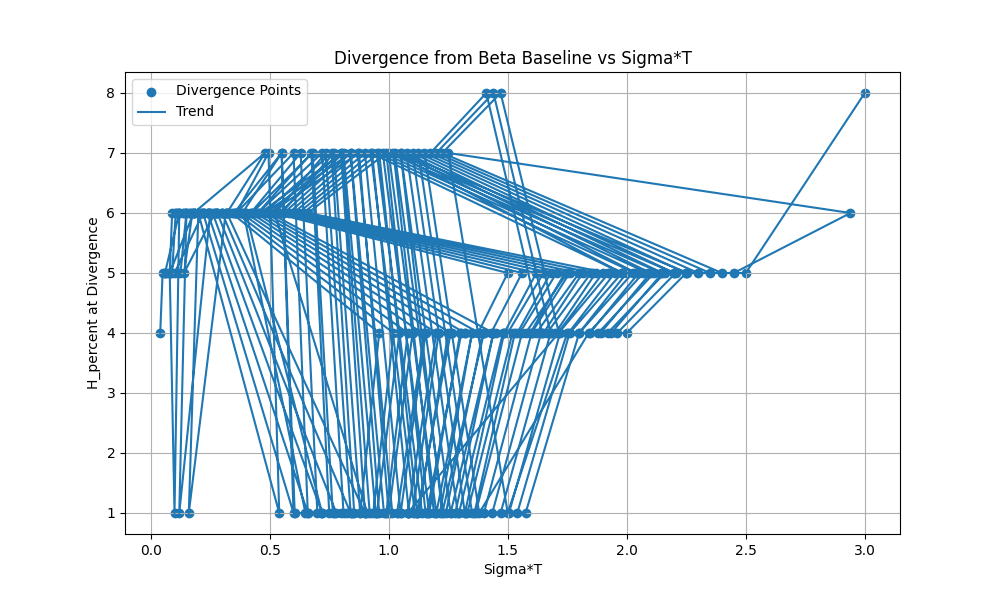 Divergence from Beta Baseline vs Sigma*T
Divergence Points
Trend
H_percent at Divergence
8
7
6
5
4
3
2
1
0.0 0.5 1.0 1.5 2.0 2.5 3.0
Sigma*T